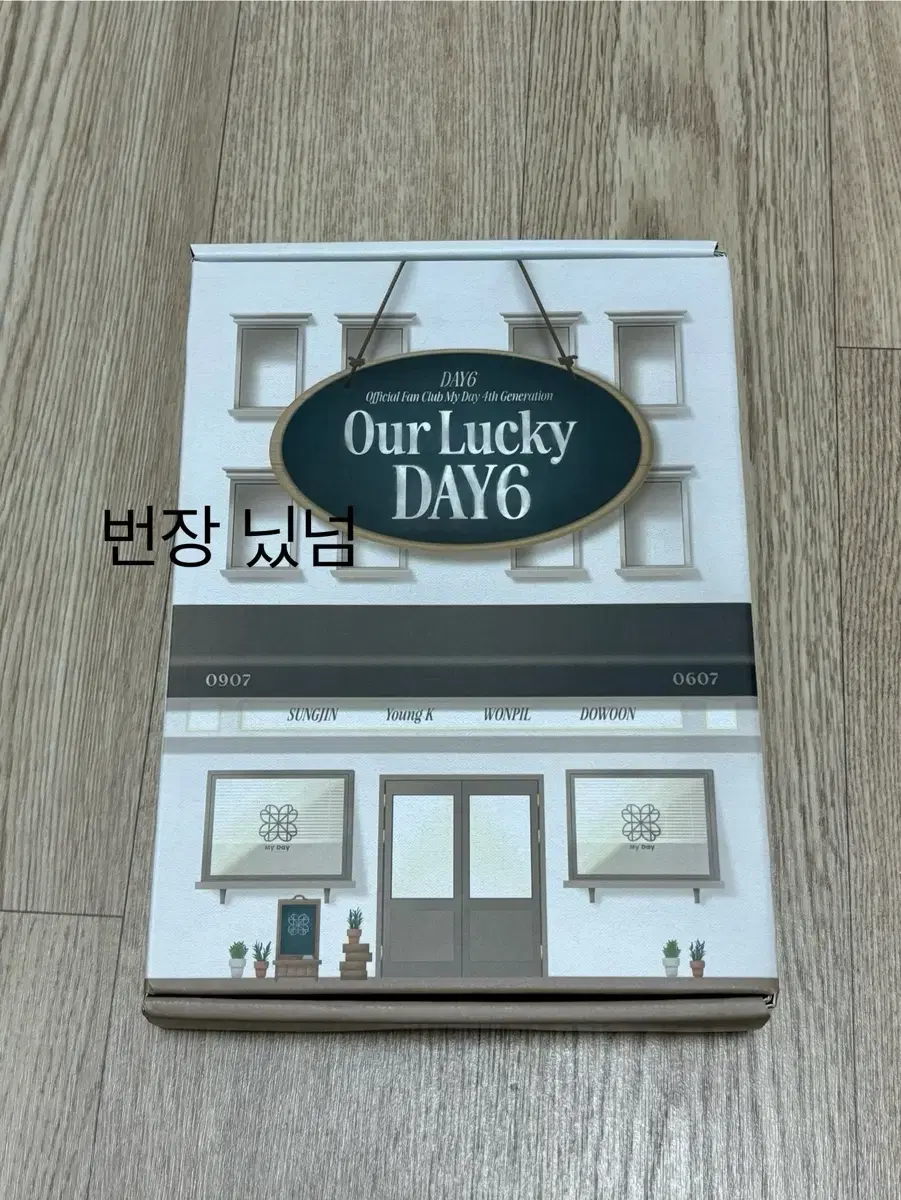 DAY6
Official Fan Club My Day 4th Generation
Our Lucky
DAY6
번장 닜넘
0907
0607
SUNGJIN Young K WONPIL DOWOON
My Day
My Day